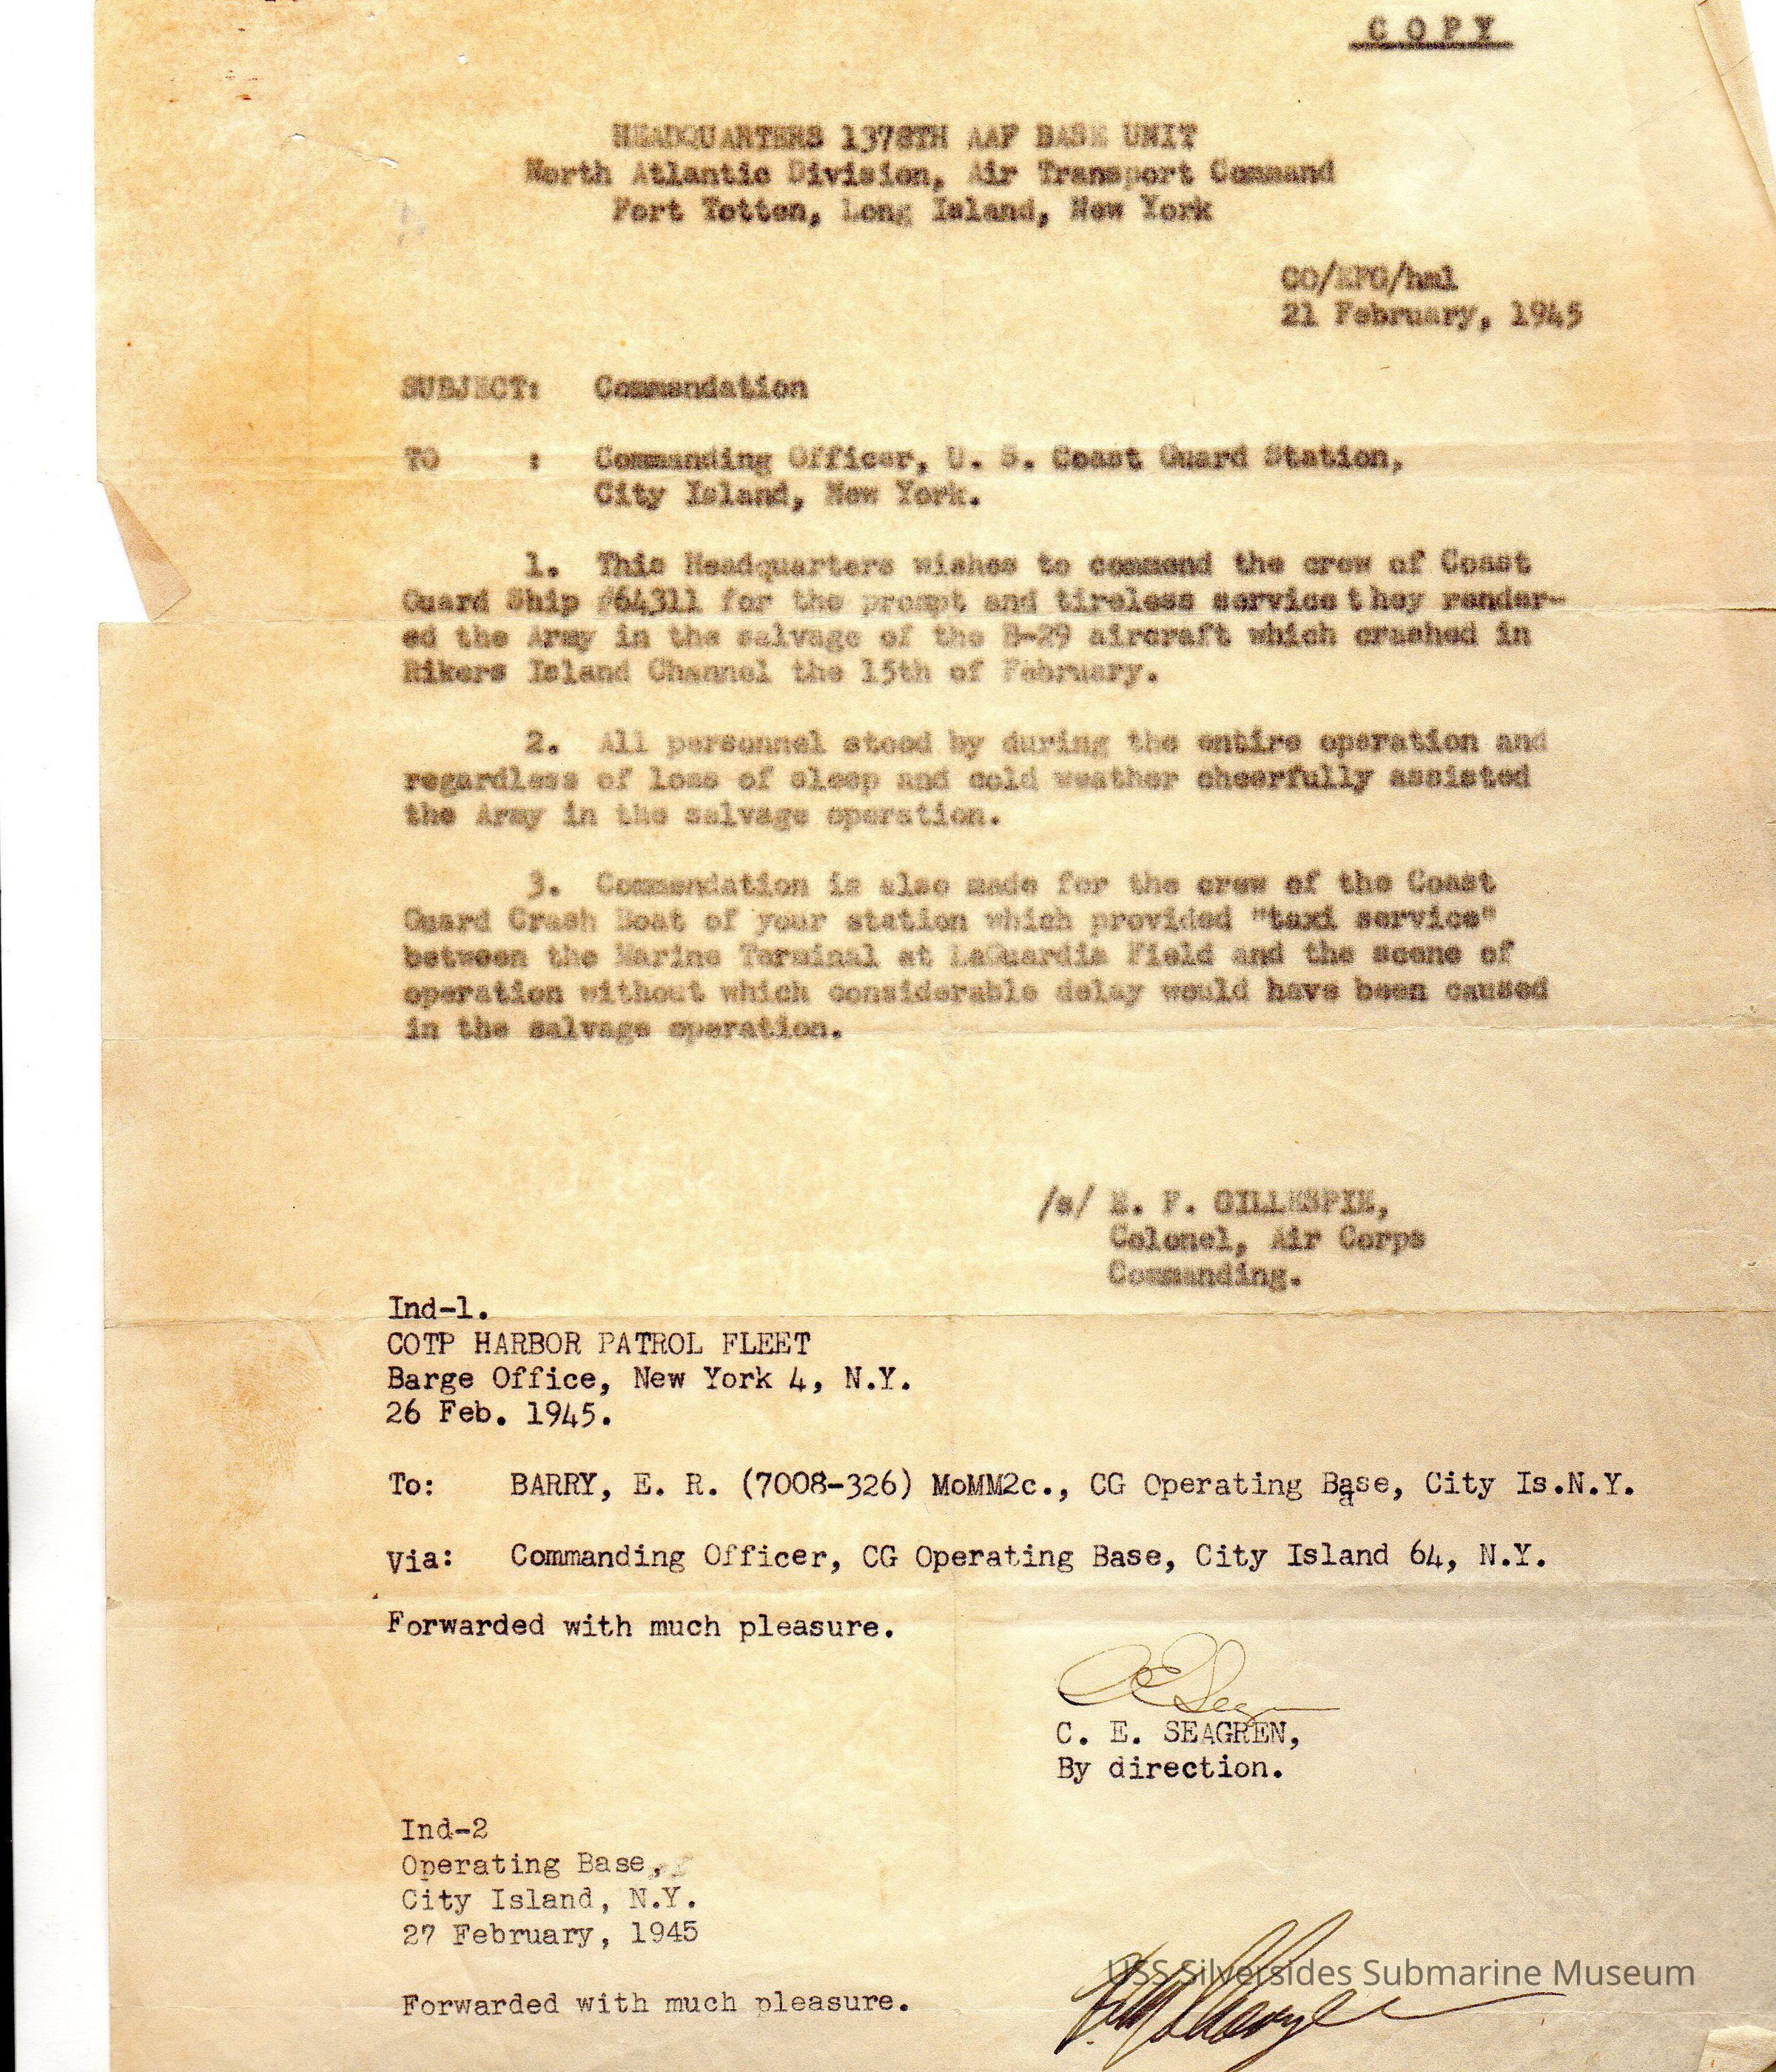 COPY
HEADQUARTERS 1378TH AAF BASE UNIT
North Atlantic Division, Air Transport Command
Fort Totten, Long Island, New York
CO/EFG/hml
21 February, 1945
SUBJECT: Commendation
TO : Commanding Officer, U. S. Coast Guard Station,
City Island, New York.
1. This Headquarters wishes to commend the crew of Coast
Guard Ship #64311 for the prompt and tireless service they render-
ed the Army in the salvage of the B-29 aircraft which crashed in
Rikers Island Channel the 15th of February.
2. All personnel stood by during the entire operation and
regardless of loss of sleep and cold weather cheerfully assisted
the Army in the salvage operation.
3. Commendation is also made for the crew of the Coast
Guard Crash Boat of your station which provided "taxi service"
between the Marine Terminal at LaGuardia Field and the scene of
operation without which considerable delay would have been caused
in the salvage operation.
/s/ E. F. GILLESPIE,
Colonel, Air Corps
Commanding.
Ind-1.
COTP HARBOR PATROL FLEET
Barge Office, New York 4, N.Y.
26 Feb. 1945.
To: BARRY, E. R. (7008-326) MoMM2c., CG Operating Base, City Is.N.Y.
Via: Commanding Officer, CG Operating Base, City Island 64, N.Y.
Forwarded with much pleasure.
C. E. SEAGREN,
By direction.
Ind-2
Operating Base,
City Island, N.Y.
27 February, 1945
USS Silversides Submarine Museum
Forwarded with much pleasure.